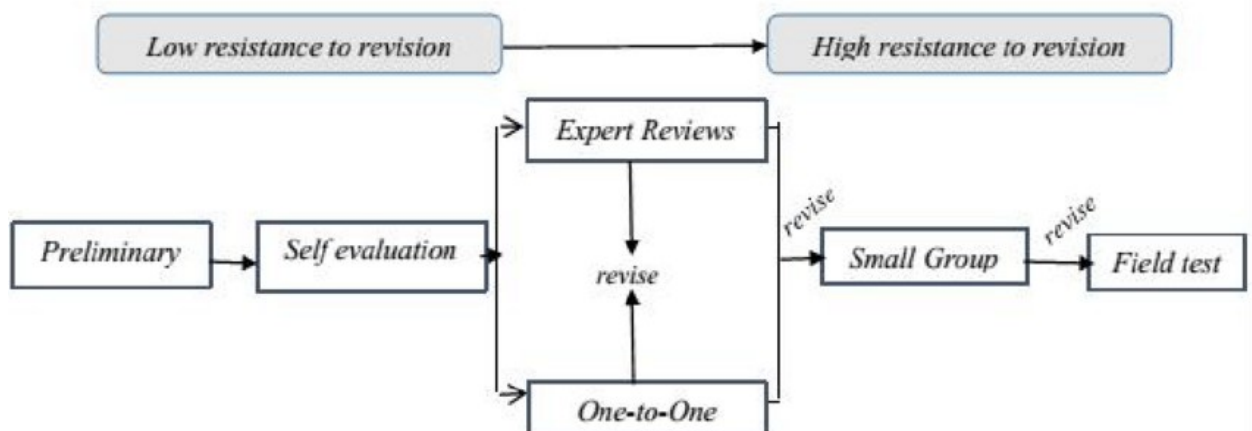 Low resistance to revision
High resistance to revision
Expert Reviews
Preliminary
Self evaluation
revise
revise
Small Group
revise
Field test
One-to-One